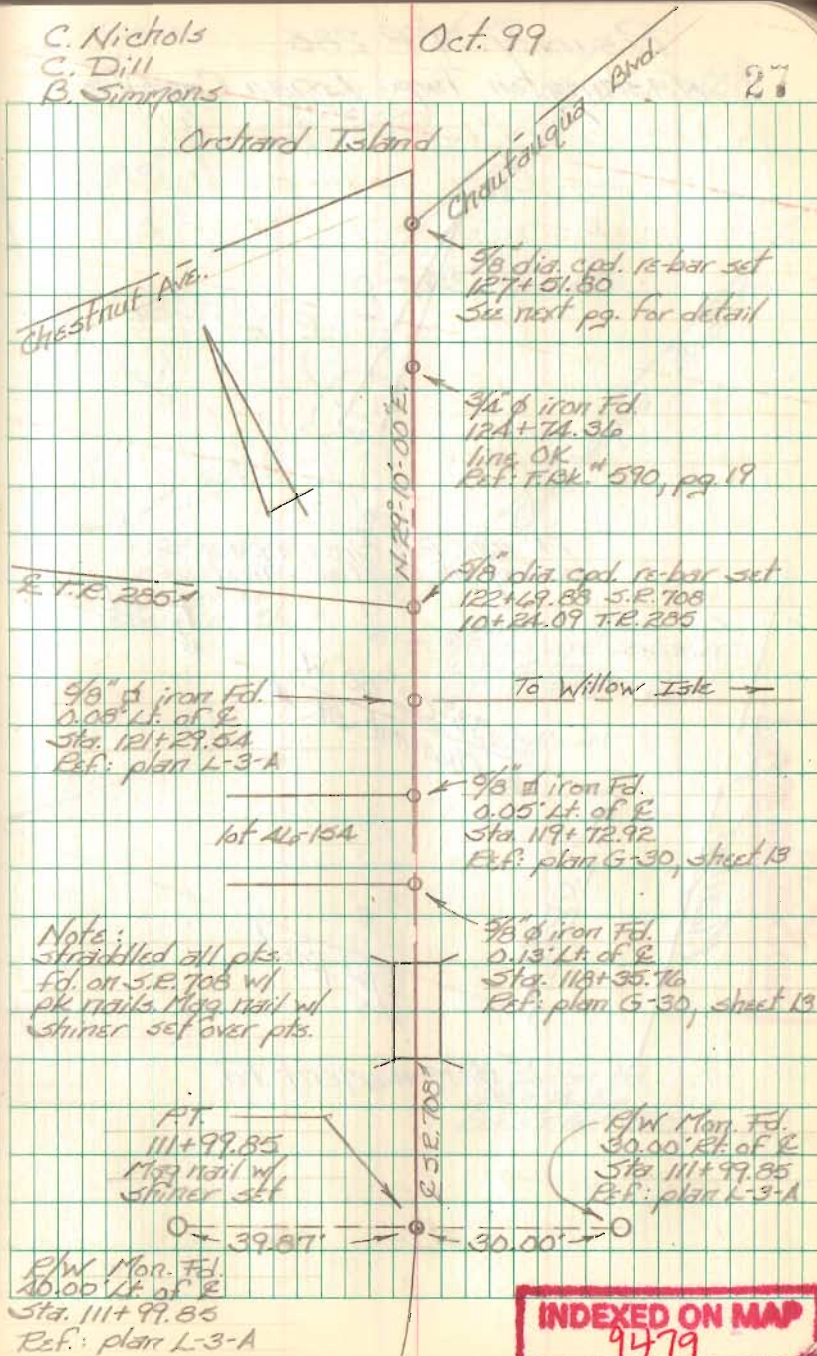 C. Nichols
C. Dill
B. Simmons
Oct. 99
27
Orchard Island
Chautauqua Blvd.
Chestnut Ave.
5/8" dia. cpd. re-bar set
127+51.80
See next pg. for detail
3/4" ϕ iron Fd.
124+74.36
line OK
Ref: F.Bk.# 590, pg. 19
N. 29°-10'-00" E.
℄ T.R. 285
5/8" dia. cpd. re-bar set
122+69.88 S.R. 708
10+24.09 T.R. 285
5/8" ϕ iron Fd.
0.08' Lt. of ℄
Sta. 121+29.54
Ref: plan L-3-A
To Willow Isle
5/8" ϕ iron Fd.
0.05' Lt. of ℄
Sta. 119+72.92
Ref: plan G-30, sheet 13
lot 46-154
5/8" ϕ iron Fd.
0.13' Lt. of ℄
Sta. 118+35.76
Ref: plan G-30, sheet 13
Note:
straddled all pts.
fd. on S.R. 708 w/
pk nails. Mag nail w/
shiner set over pts.
℄ S.R. 708
P.T.
111+99.85
Mag nail w/
shiner set
R/W Mon. Fd.
30.00' Rt. of ℄
Sta. 111+99.85
Ref: plan L-3-A
39.87'
30.00'
R/W Mon. Fd.
40.00' Lt. of ℄
Sta. 111+99.85
Ref: plan L-3-A
INDEXED ON MAP
9479